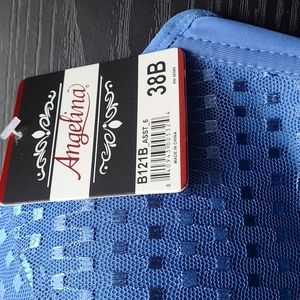 Angelina
B121B_ASST_6
38B
MADE IN CHINA